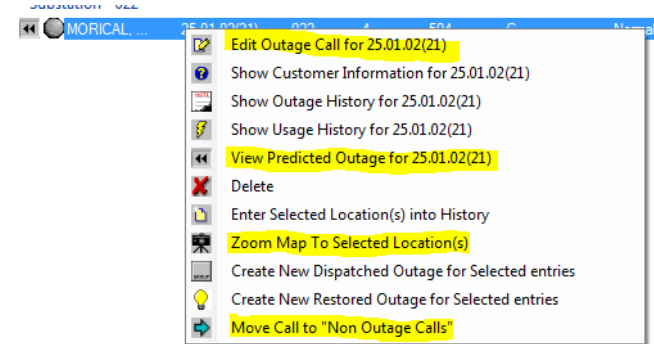 Substation 022
MORICAL, ... 25.01.02(21) 022 4 594 C Normal
Edit Outage Call for 25.01.02(21)
Show Customer Information for 25.01.02(21)
Show Outage History for 25.01.02(21)
Show Usage History for 25.01.02(21)
View Predicted Outage for 25.01.02(21)
Delete
Enter Selected Location(s) into History
Zoom Map To Selected Location(s)
Create New Dispatched Outage for Selected entries
Create New Restored Outage for Selected entries
Move Call to "Non Outage Calls"